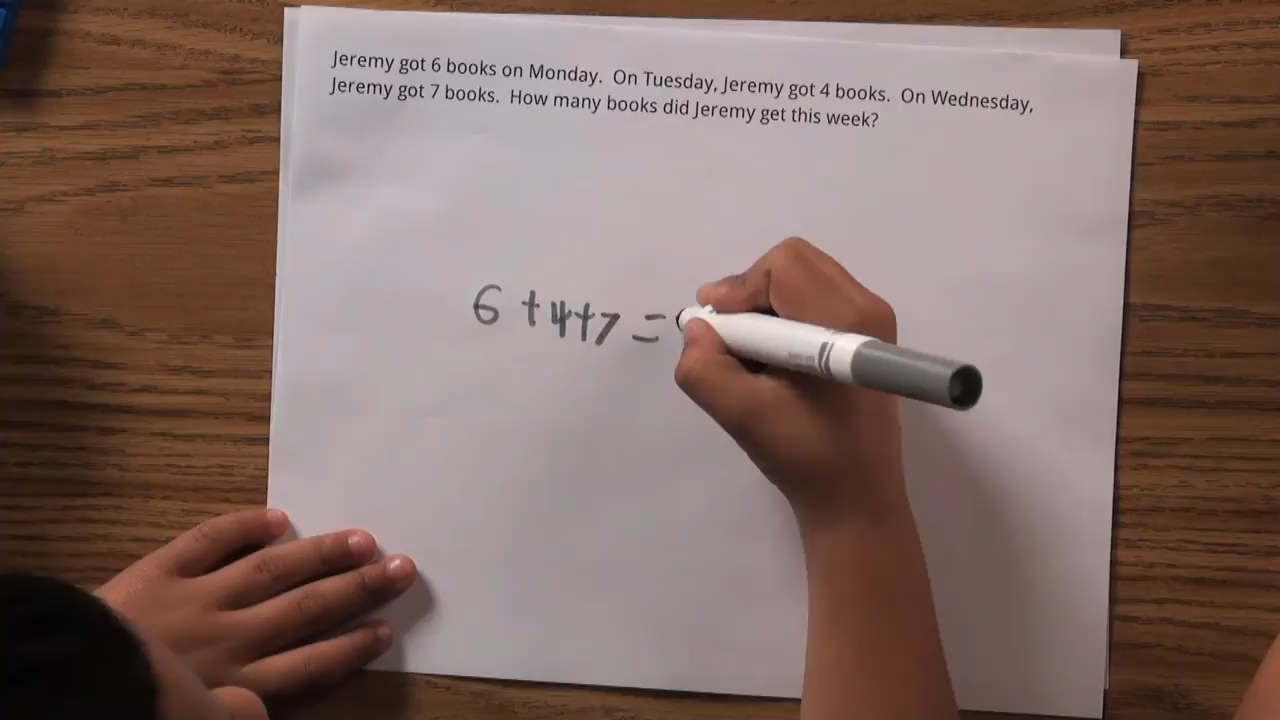 Jeremy got 6 books on Monday. On Tuesday, Jeremy got 4 books. On Wednesday,
Jeremy got 7 books. How many books did Jeremy get this week?
6 + 4 + 7 =